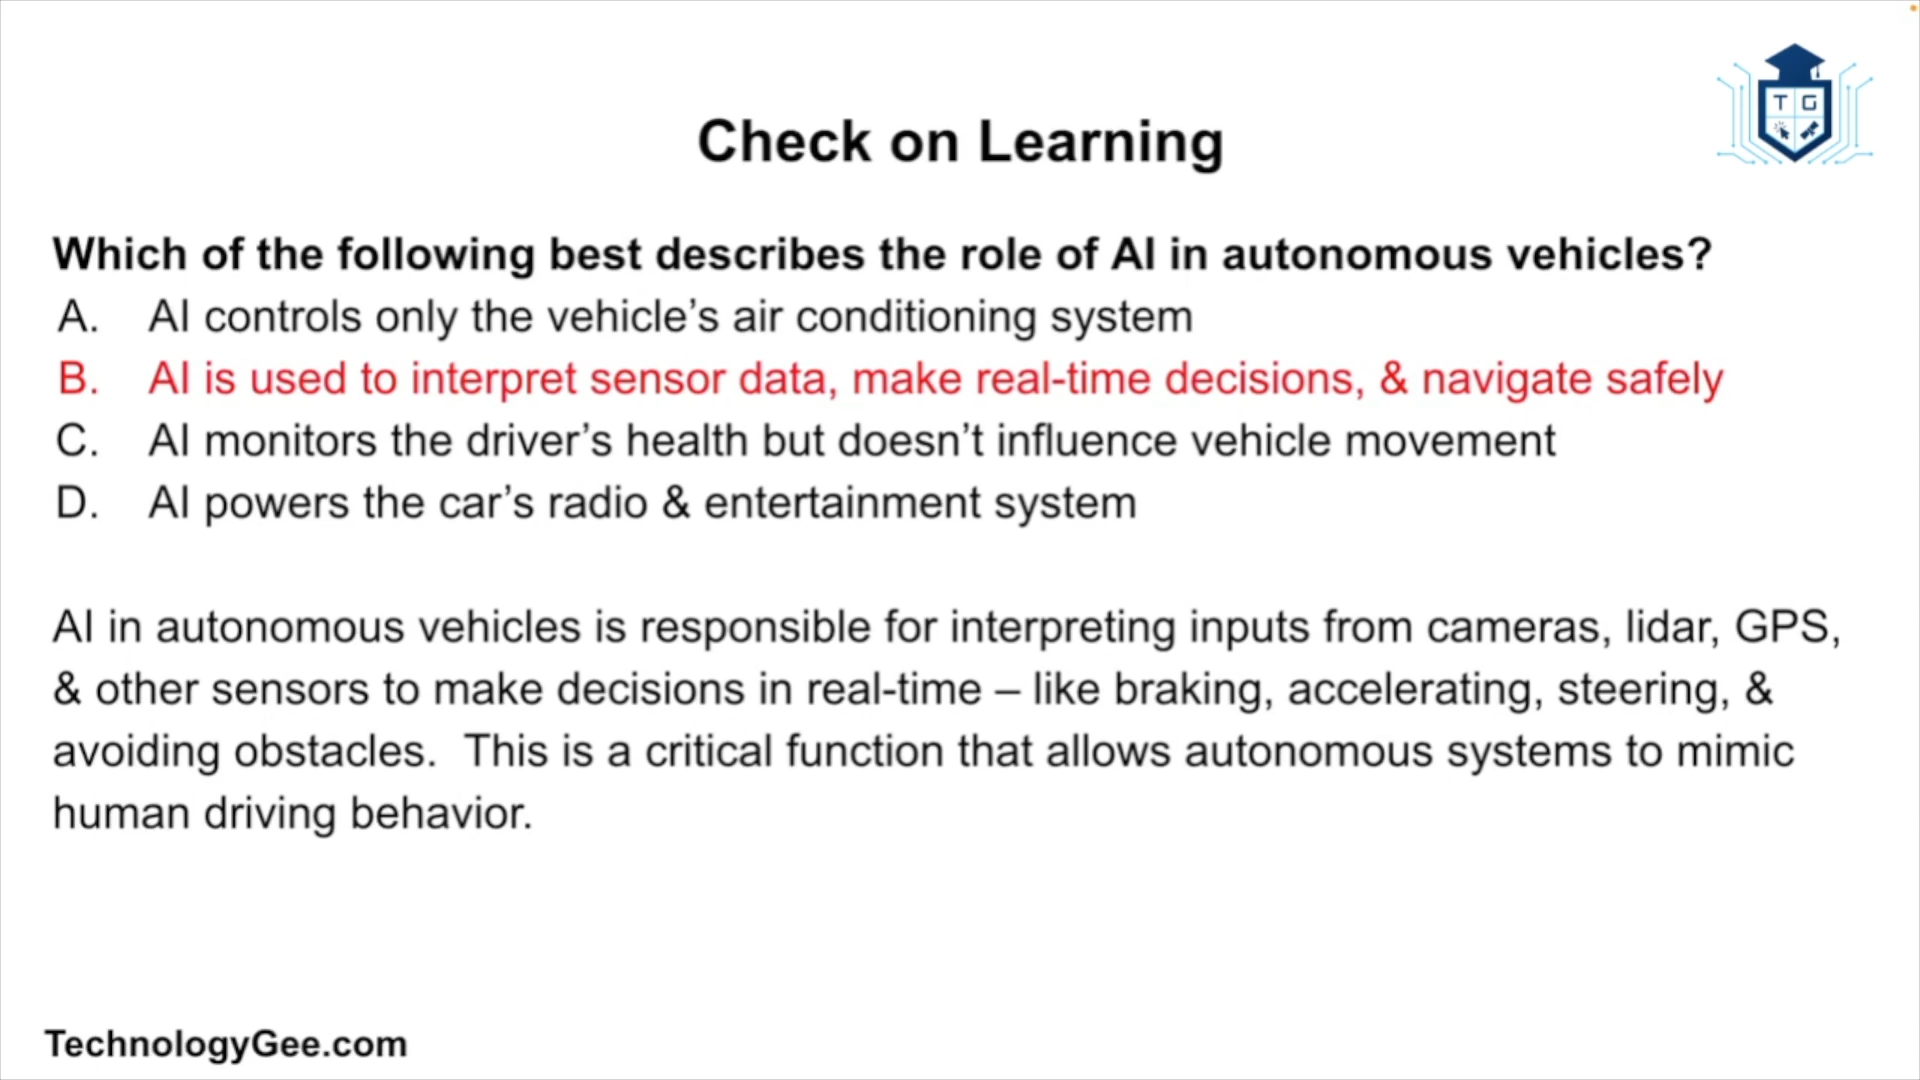 T G
Check on Learning
Which of the following best describes the role of AI in autonomous vehicles?
A. AI controls only the vehicle’s air conditioning system
B. AI is used to interpret sensor data, make real-time decisions, & navigate safely
C. AI monitors the driver’s health but doesn’t influence vehicle movement
D. AI powers the car’s radio & entertainment system
AI in autonomous vehicles is responsible for interpreting inputs from cameras, lidar, GPS,
& other sensors to make decisions in real-time – like braking, accelerating, steering, &
avoiding obstacles.  This is a critical function that allows autonomous systems to mimic
human driving behavior.
TechnologyGee.com